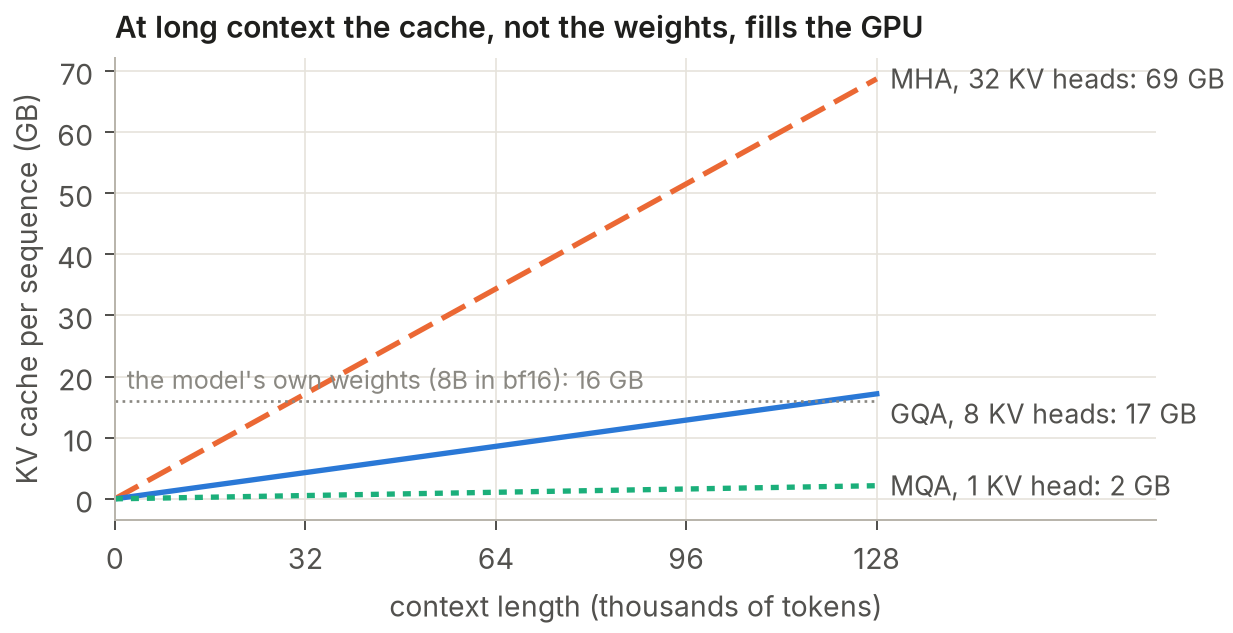 At long context the cache, not the weights, fills the GPU
KV cache per sequence (GB)
70
60
50
40
30
20
10
0
MHA, 32 KV heads: 69 GB
the model's own weights (8B in bf16): 16 GB
GQA, 8 KV heads: 17 GB
MQA, 1 KV head: 2 GB
0 32 64 96 128
context length (thousands of tokens)